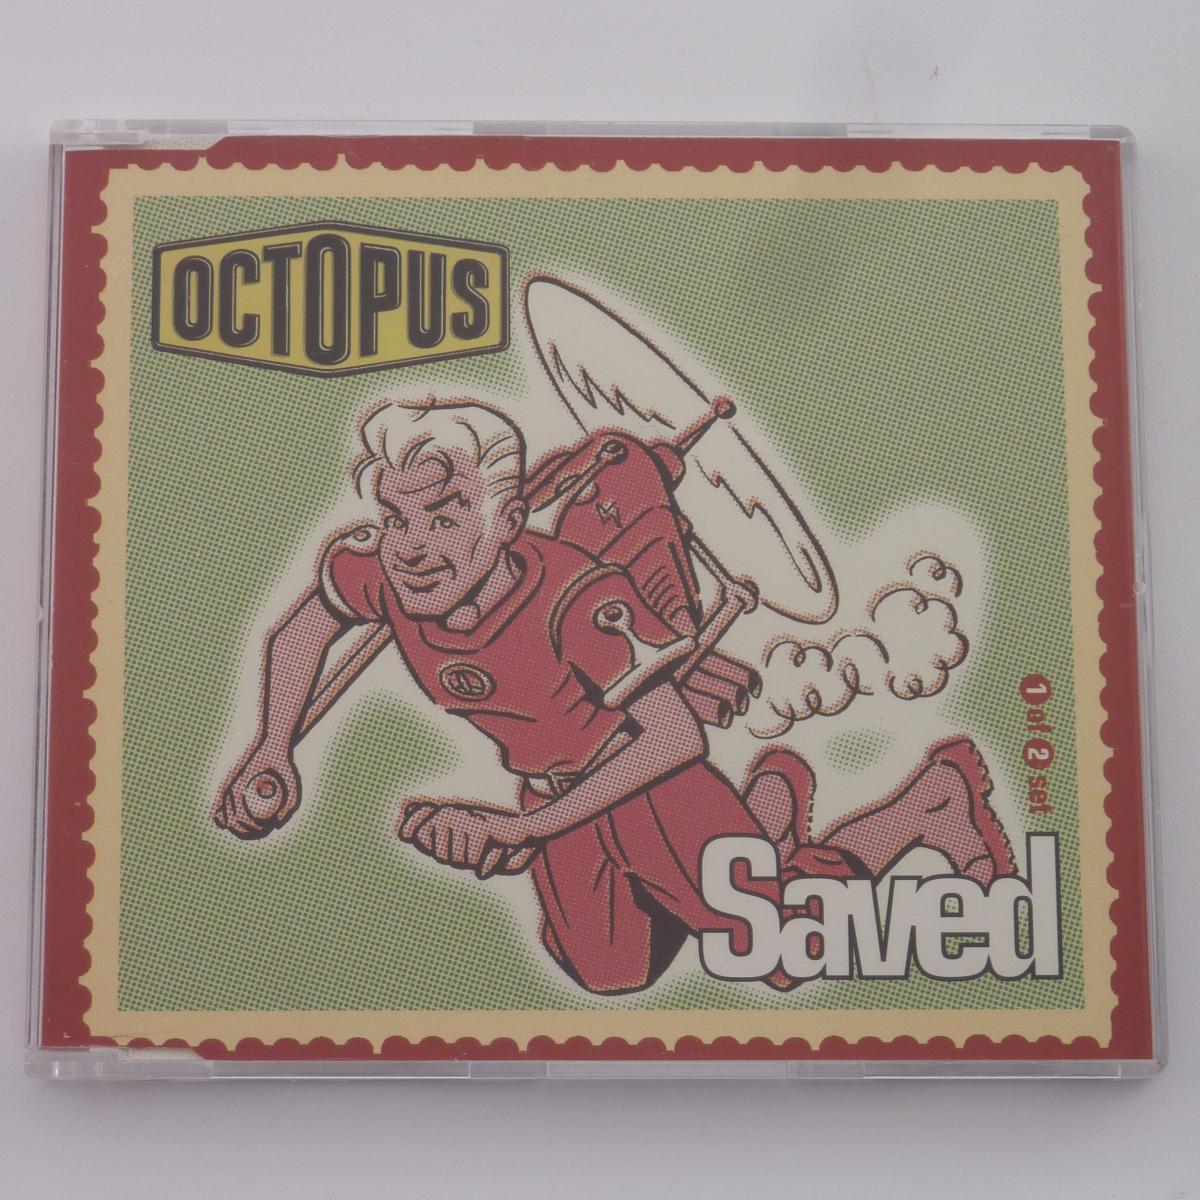 OCTOPUS
1 of 2 set
Saved